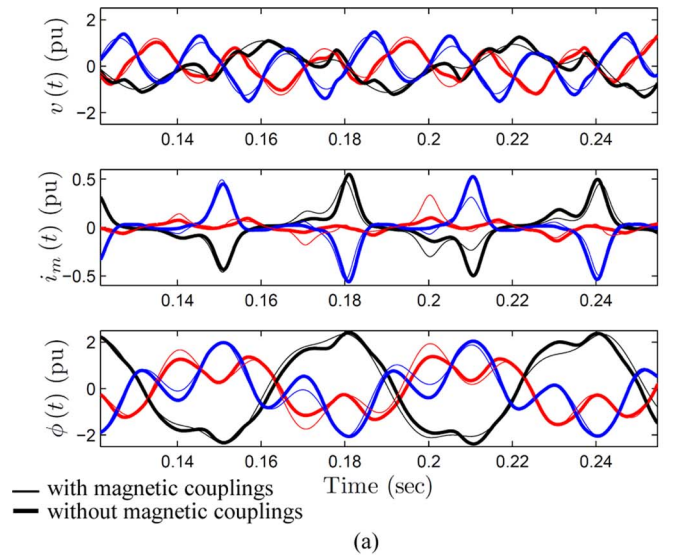 v(t) (pu)
2
0
−2
0.14 0.16 0.18 0.2 0.22 0.24
i_m(t) (pu)
0.5
0
−0.5
0.14 0.16 0.18 0.2 0.22 0.24
ϕ(t) (pu)
2
0
−2
0.14 0.16 0.18 0.2 0.22 0.24
Time (sec)
with magnetic couplings
without magnetic couplings
(a)